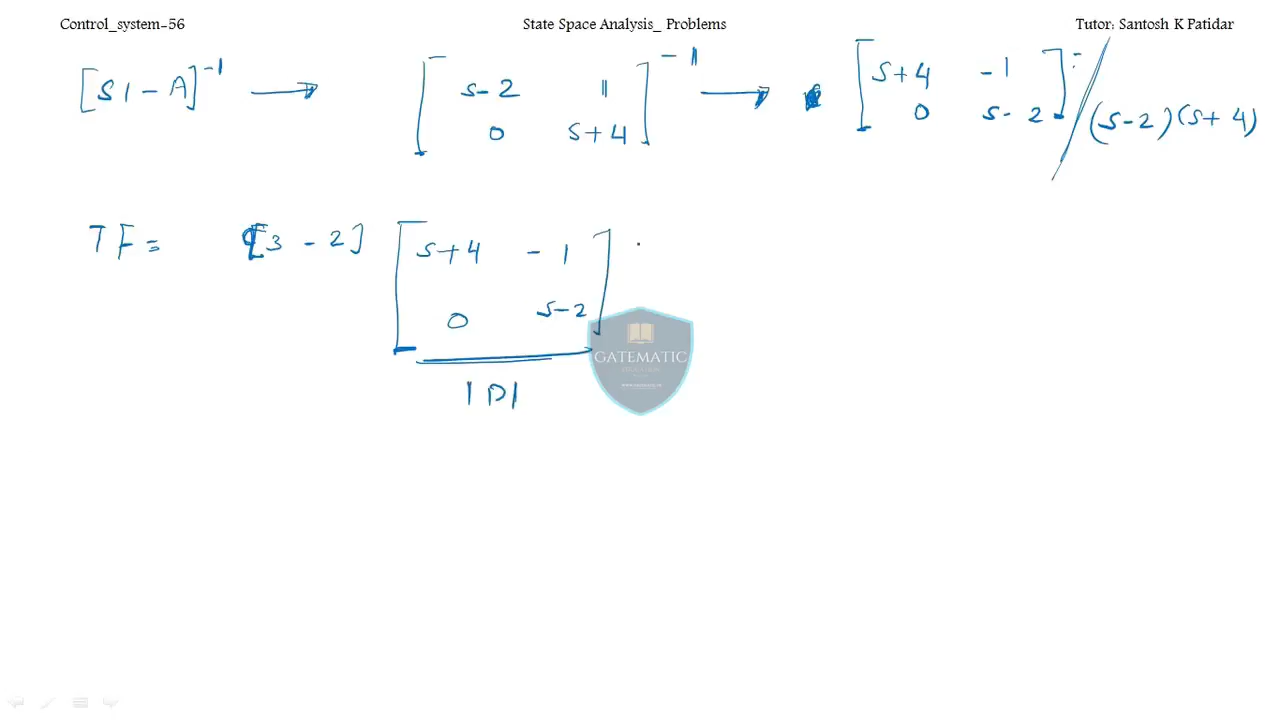 Control_system-56 State Space Analysis_ Problems Tutor: Santosh K Patidar
[SI - A]⁻¹ → [s-2 1 ]⁻¹ → [s+4 -1 ] / (s-2)(s+4)
0 s+4 0 s-2
TF = [3 -2] [s+4 -1
0 s-2]
|D|
GATEMATIC
EDUCATION